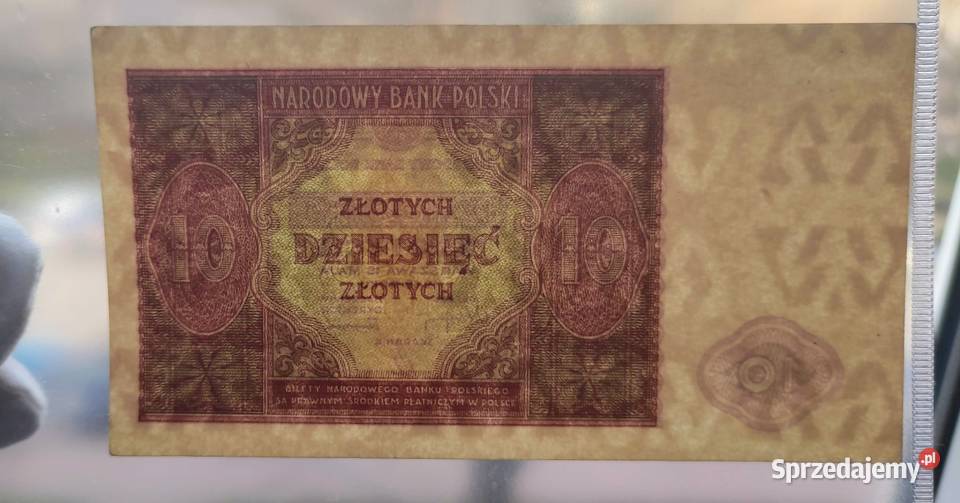 NARODOWY BANK POLSKI
ZŁOTYCH
DZIESIĘĆ
ZŁOTYCH
10
10
BILETY NARODOWEGO BANKU POLSKIEGO
SĄ PRAWNYM ŚRODKIEM PŁATNICZYM W POLSCE
10
Sprzedajemy.pl